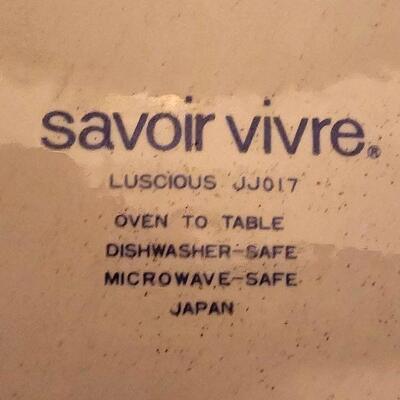 savoir vivre®
LUSCIOUS JJ017
OVEN TO TABLE
DISHWASHER-SAFE
MICROWAVE-SAFE
JAPAN